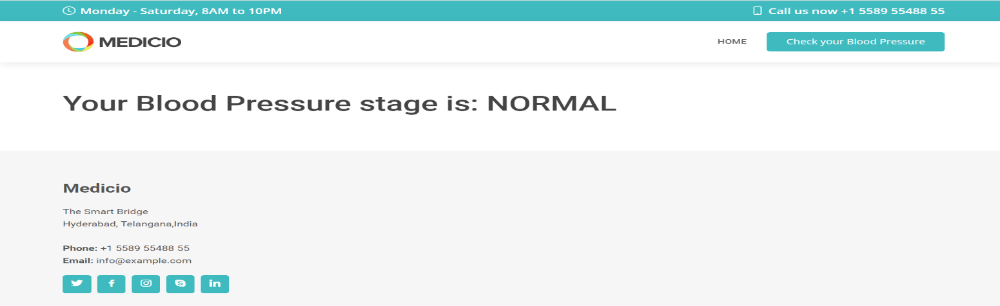 Monday - Saturday, 8AM to 10PM
Call us now +1 5589 55488 55
MEDICIO
HOME
Check your Blood Pressure
Your Blood Pressure stage is: NORMAL
Medicio
The Smart Bridge
Hyderabad, Telangana,India
Phone: +1 5589 55488 55
Email: info@example.com